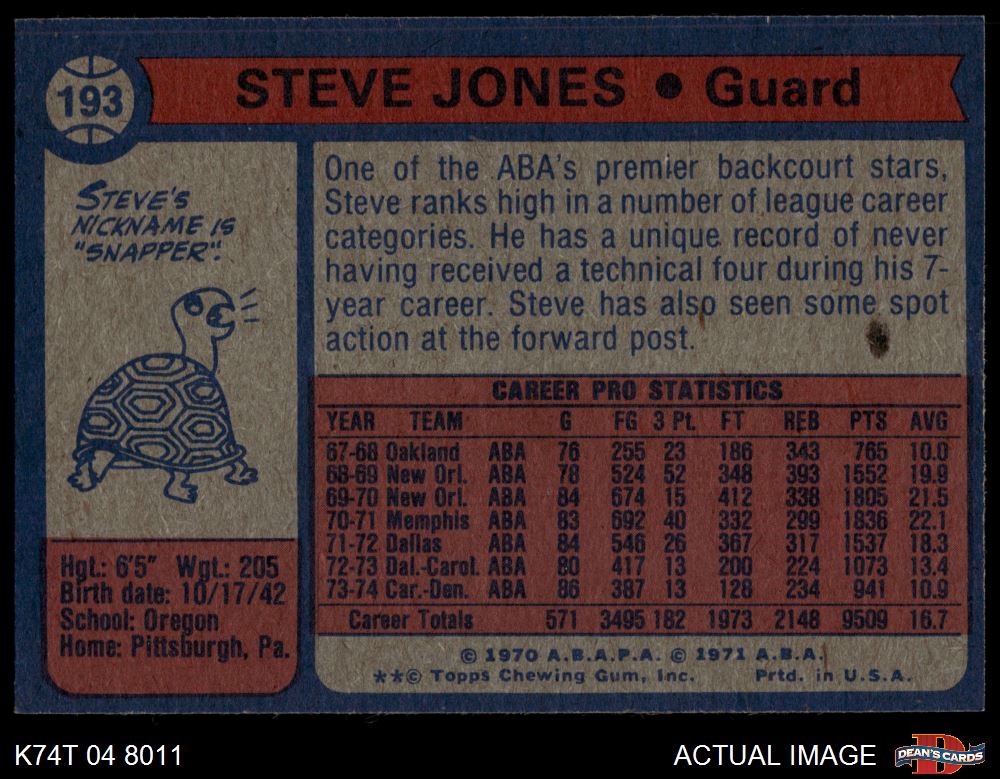 193
STEVE JONES ● Guard
STEVE'S
NICKNAME IS
"SNAPPER".
One of the ABA's premier backcourt stars,
Steve ranks high in a number of league career
categories. He has a unique record of never
having received a technical four during his 7-
year career. Steve has also seen some spot
action at the forward post.
Hgt.: 6'5" Wgt.: 205
Birth date: 10/17/42
School: Oregon
Home: Pittsburgh, Pa.
CAREER PRO STATISTICS
YEAR TEAM G FG 3 Pt. FT REB PTS AVG
67-68 Oakland ABA 76 255 23 186 343 765 10.0
68-69 New Orl. ABA 78 524 52 348 393 1552 19.9
69-70 New Orl. ABA 84 674 15 412 338 1805 21.5
70-71 Memphis ABA 83 692 40 332 299 1836 22.1
71-72 Dallas ABA 84 546 26 367 317 1537 18.3
72-73 Dal.-Carol. ABA 80 417 13 200 224 1073 13.4
73-74 Car.-Den. ABA 86 387 13 128 234 941 10.9
Career Totals 571 3495 182 1973 2148 9509 16.7
© 1970 A.B.A.P.A. © 1971 A.B.A.
**© Topps Chewing Gum, Inc. Prtd. in U.S.A.
K74T 04 8011
ACTUAL IMAGE
DEAN'S CARDS